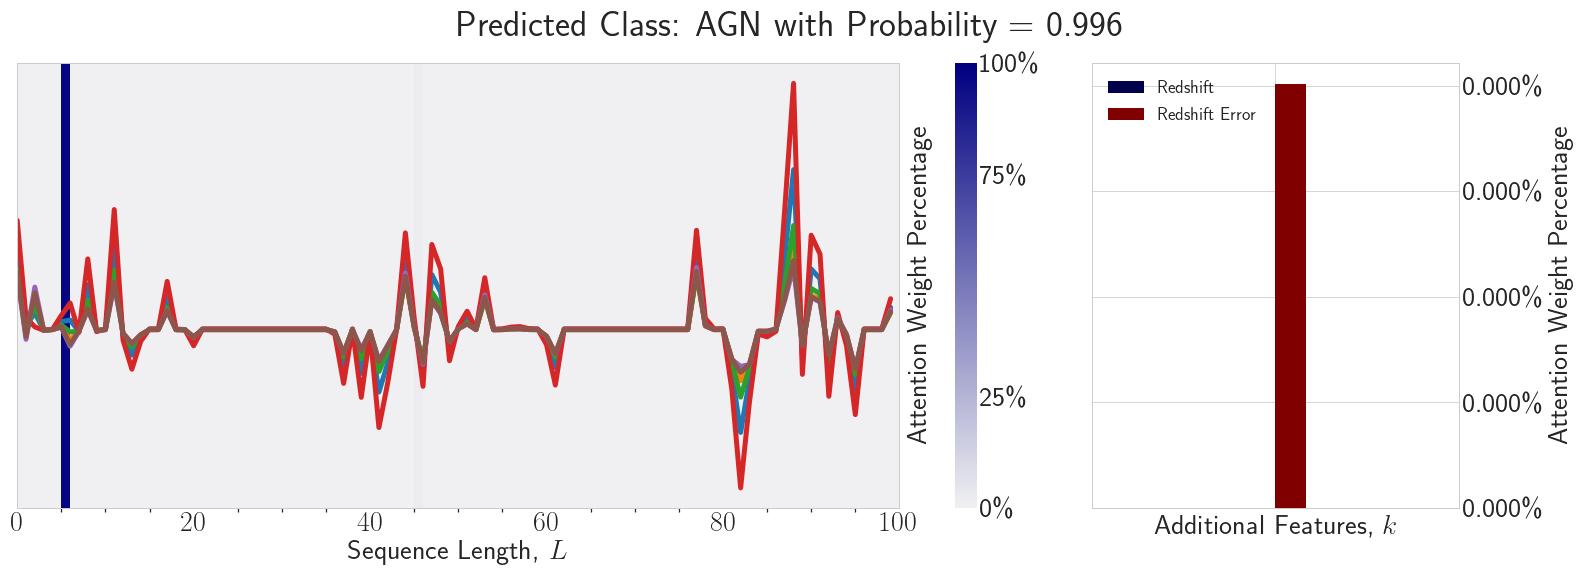 Predicted Class: AGN with Probability = 0.996
100%
75%
25%
0%
Attention Weight Percentage
0 20 40 60 80 100
Sequence Length, L
Redshift
Redshift Error
0.000%
0.000%
0.000%
0.000%
0.000%
Attention Weight Percentage
Additional Features, k